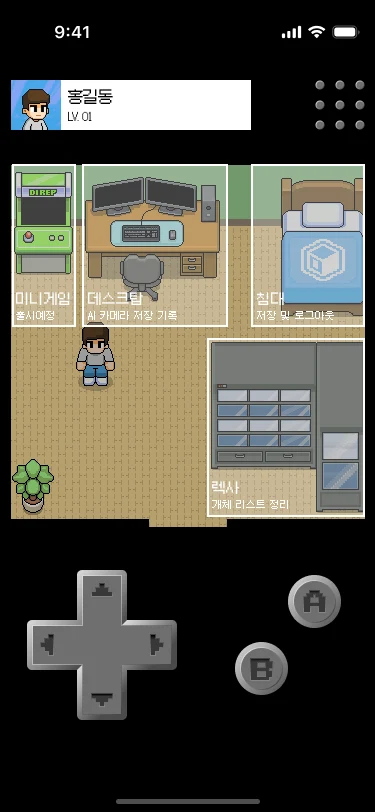 9:41
홍길동
LV. 01
DIREP
미니게임
출시예정
데스크탑
AI 카메라 저장 기록
침대
저장 및 로그아웃
렉사
개체 리스트 정리
A
B